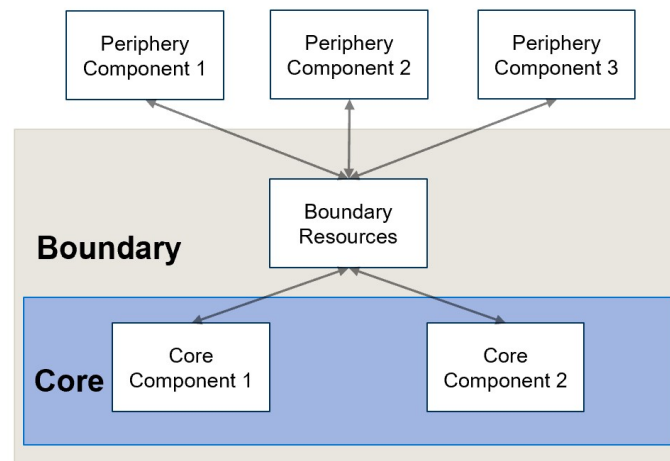 Periphery
Component 1
Periphery
Component 2
Periphery
Component 3
Boundary
Resources
Boundary
Core
Core
Component 1
Core
Component 2